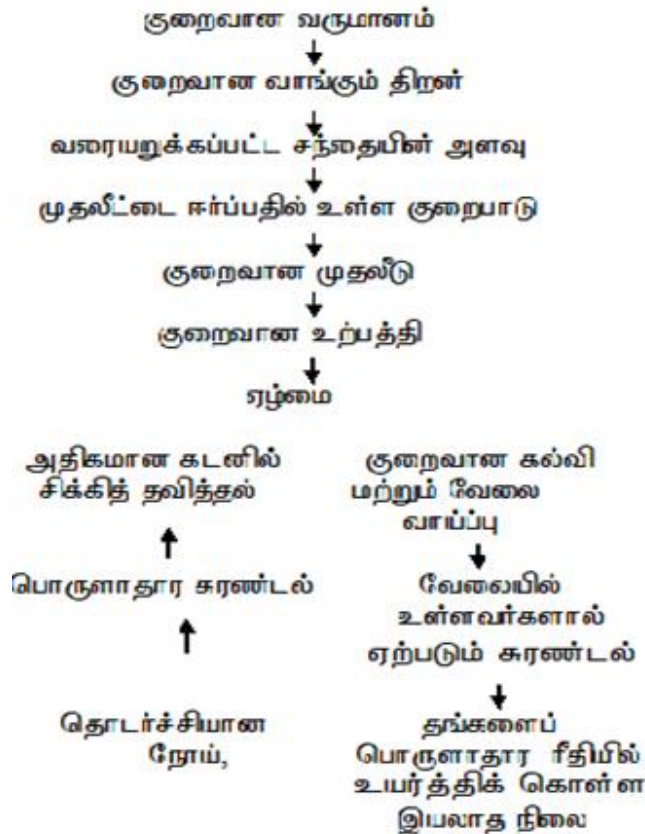 குறைவான வருமானம்
குறைவான வாங்கும் திறன்
வரையறுக்கப்பட்ட சந்தையின் அளவு
முதலீட்டை ஈர்ப்பதில் உள்ள குறைபாடு
குறைவான முதலீடு
குறைவான உற்பத்தி
ஏழ்மை
அதிகமான கடனில்
சிக்கித் தவித்தல்
பொருளாதார சுரண்டல்
தொடர்ச்சியான
நோய்,
குறைவான கல்வி
மற்றும் வேலை
வாய்ப்பு
வேலையில்
உள்ளவர்களால்
ஏற்படும் சுரண்டல்
தங்களைப்
பொருளாதார ரீதியில்
உயர்த்திக் கொள்ள
இயலாத நிலை